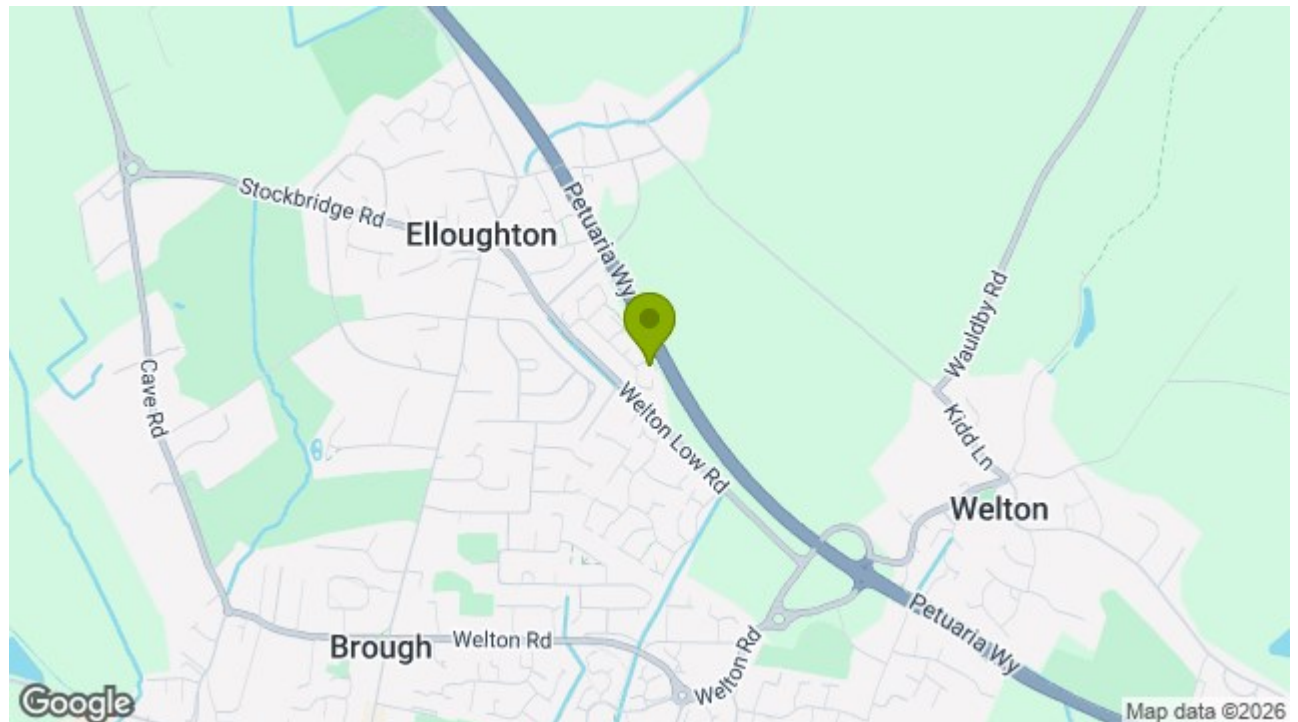 Stockbridge Rd
Elloughton
Petuaria Wy
Wauldby Rd
Cave Rd
Welton Low Rd
Kidd Ln
Welton
Petuaria Wy
Brough
Welton Rd
Welton Rd
Google
Map data ©2026